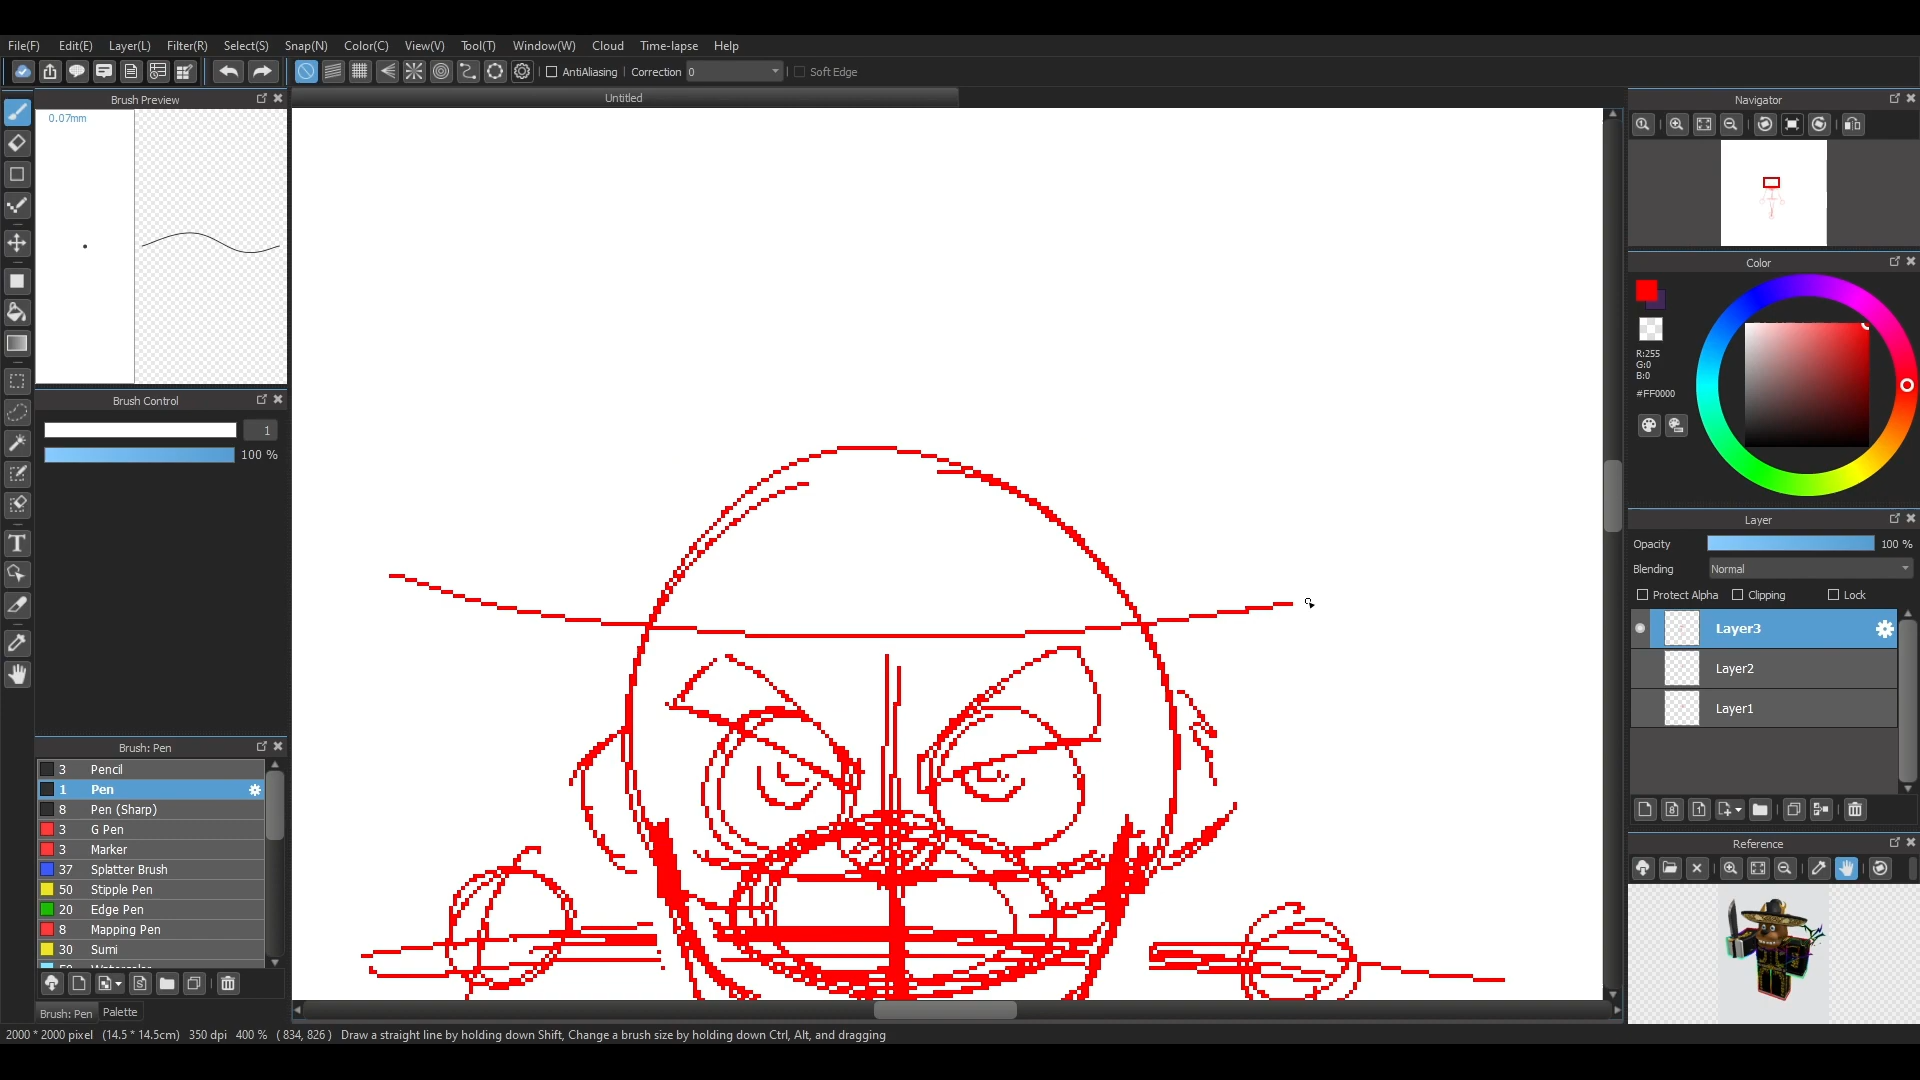 File(F) Edit(E) Layer(L) Filter(R) Select(S) Snap(N) Color(C) View(V) Tool(T) Window(W) Cloud Time-lapse Help
AntiAliasing Correction 0 Soft Edge
Brush Preview
Untitled
Navigator
0.07mm
Color
R:255
G:0
B:0
#FF0000
Brush Control
1
100 %
Layer
Opacity 100 %
Blending Normal
Protect Alpha Clipping Lock
Layer3
Layer2
Layer1
Brush: Pen
3 Pencil
1 Pen
8 Pen (Sharp)
3 G Pen
3 Marker
37 Splatter Brush
50 Stipple Pen
20 Edge Pen
8 Mapping Pen
30 Sumi
Reference
Brush: Pen Palette
2000 * 2000 pixel (14.5 * 14.5cm) 350 dpi 400 % ( 834, 826 ) Draw a straight line by holding down Shift, Change a brush size by holding down Ctrl, Alt, and dragging